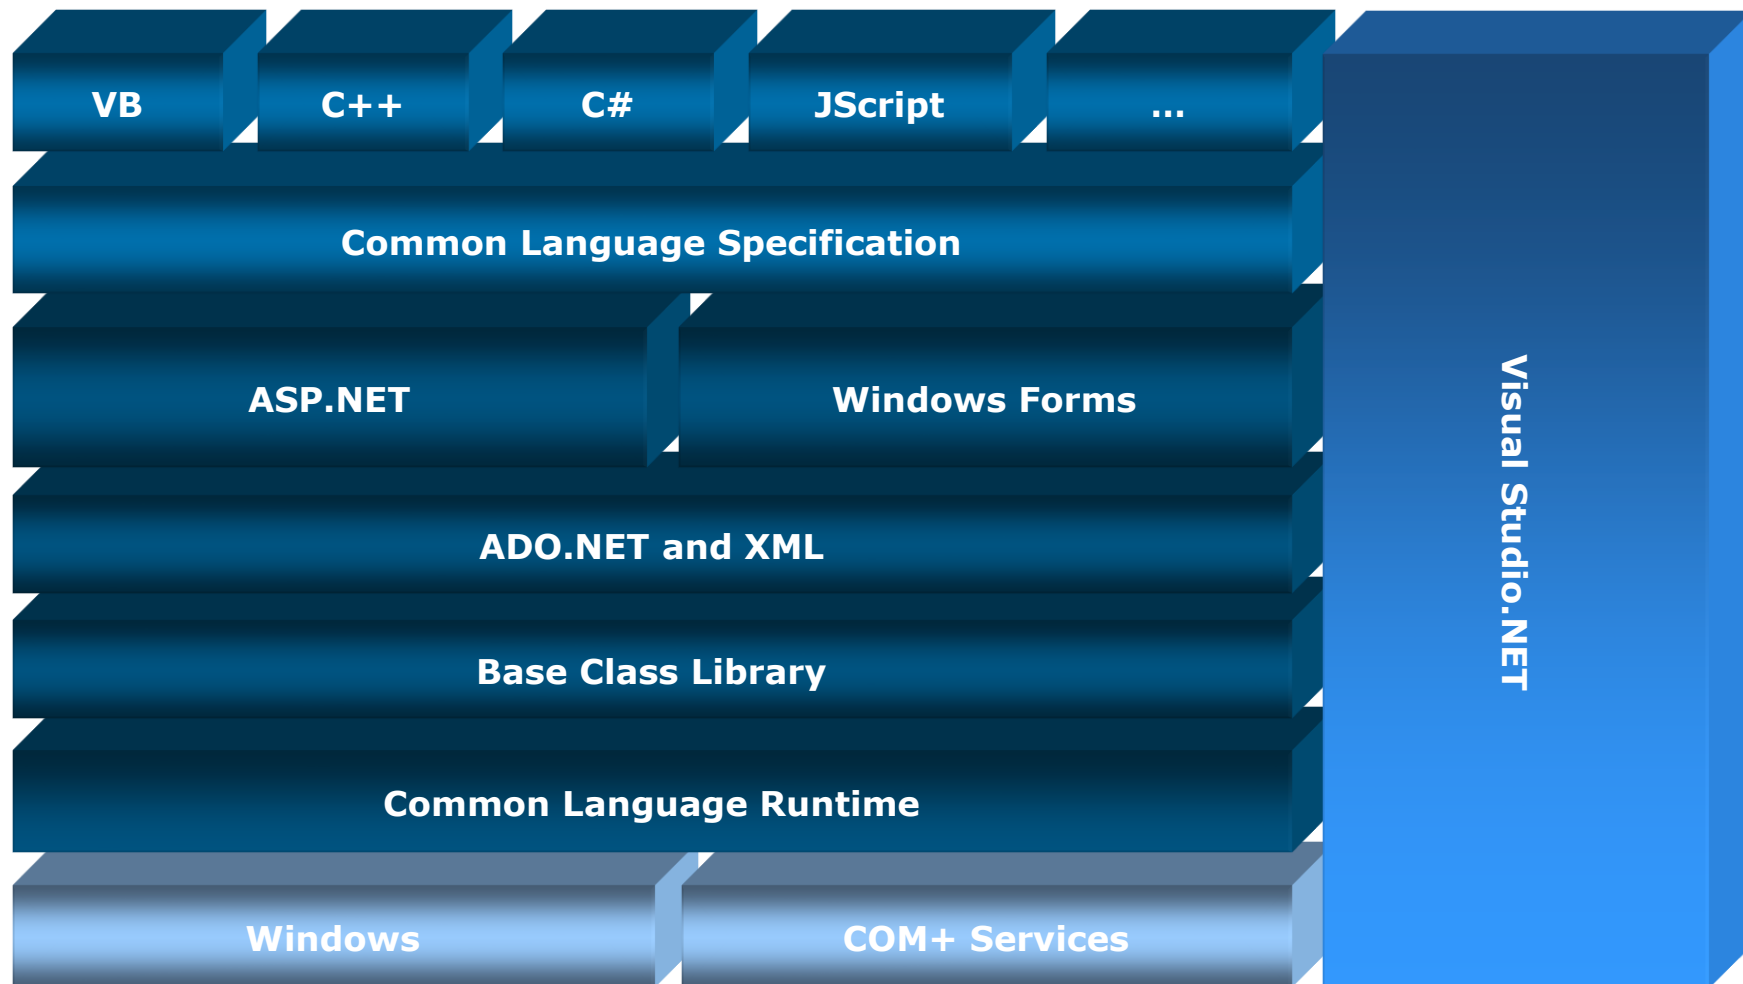 VB
C++
C#
JScript
...
Common Language Specification
ASP.NET
Windows Forms
ADO.NET and XML
Base Class Library
Common Language Runtime
Windows
COM+ Services
Visual Studio.NET